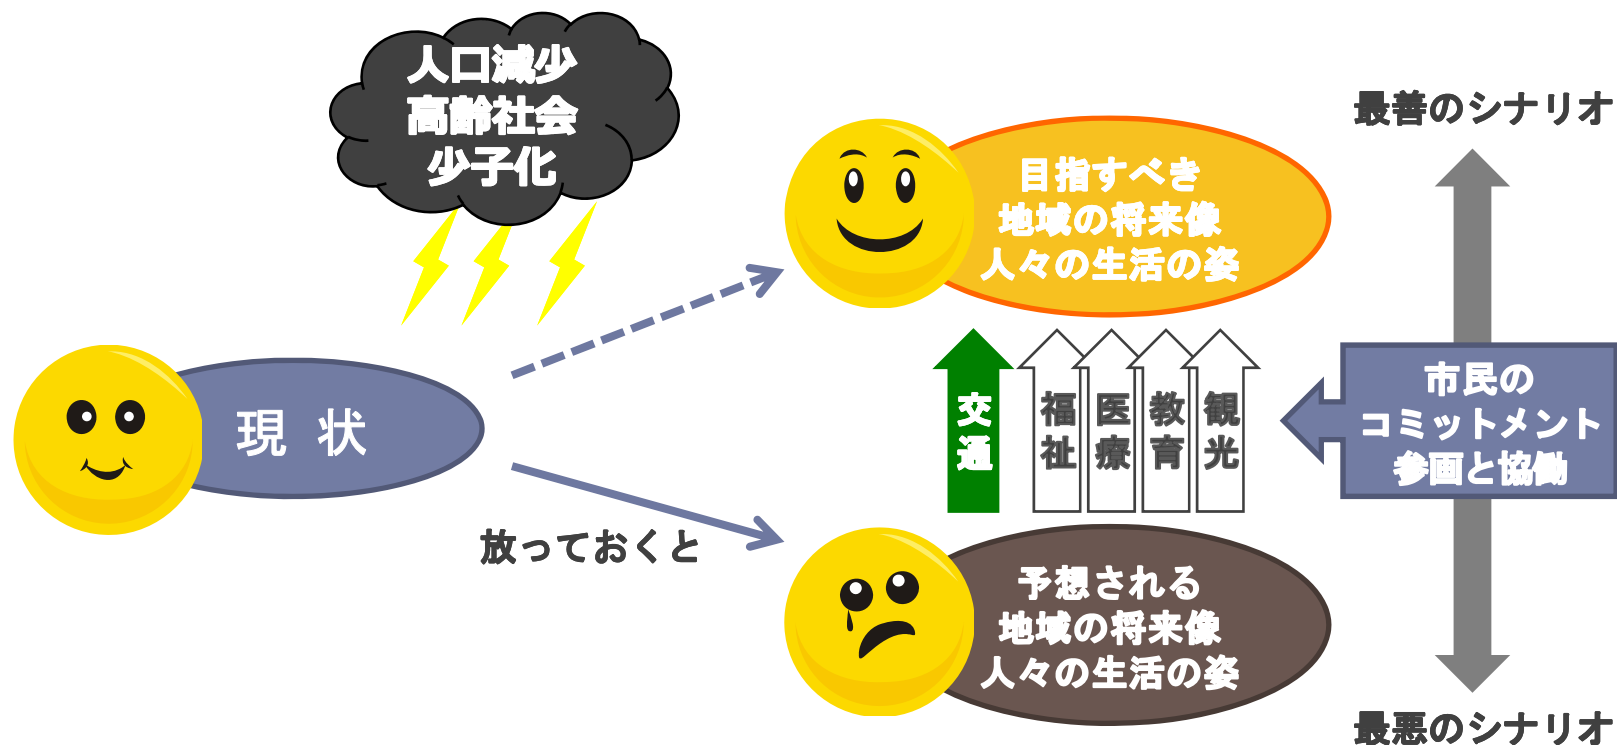 人口減少
高齢社会
少子化
最善のシナリオ
目指すべき
地域の将来像
人々の生活の姿
現 状
交通
福祉
医療
教育
観光
市民の
コミットメント
参画と協働
放っておくと
予想される
地域の将来像
人々の生活の姿
最悪のシナリオ